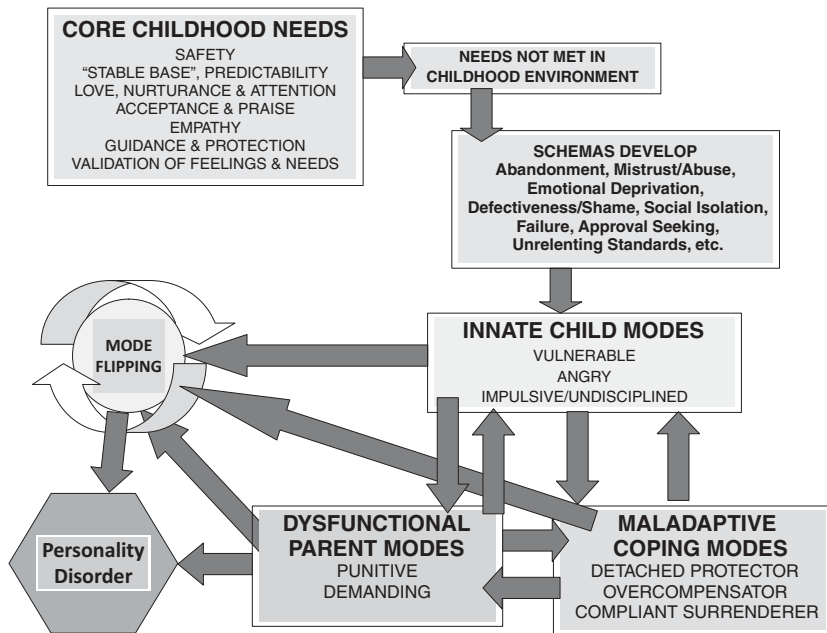 CORE CHILDHOOD NEEDS
SAFETY
“STABLE BASE”, PREDICTABILITY
LOVE, NURTURANCE & ATTENTION
ACCEPTANCE & PRAISE
EMPATHY
GUIDANCE & PROTECTION
VALIDATION OF FEELINGS & NEEDS
NEEDS NOT MET IN
CHILDHOOD ENVIRONMENT
SCHEMAS DEVELOP
Abandonment, Mistrust/Abuse,
Emotional Deprivation,
Defectiveness/Shame, Social Isolation,
Failure, Approval Seeking,
Unrelenting Standards, etc.
INNATE CHILD MODES
VULNERABLE
ANGRY
IMPULSIVE/UNDISCIPLINED
MODE
FLIPPING
DYSFUNCTIONAL
PARENT MODES
PUNITIVE
DEMANDING
MALADAPTIVE
COPING MODES
DETACHED PROTECTOR
OVERCOMPENSATOR
COMPLIANT SURRENDERER
Personality
Disorder